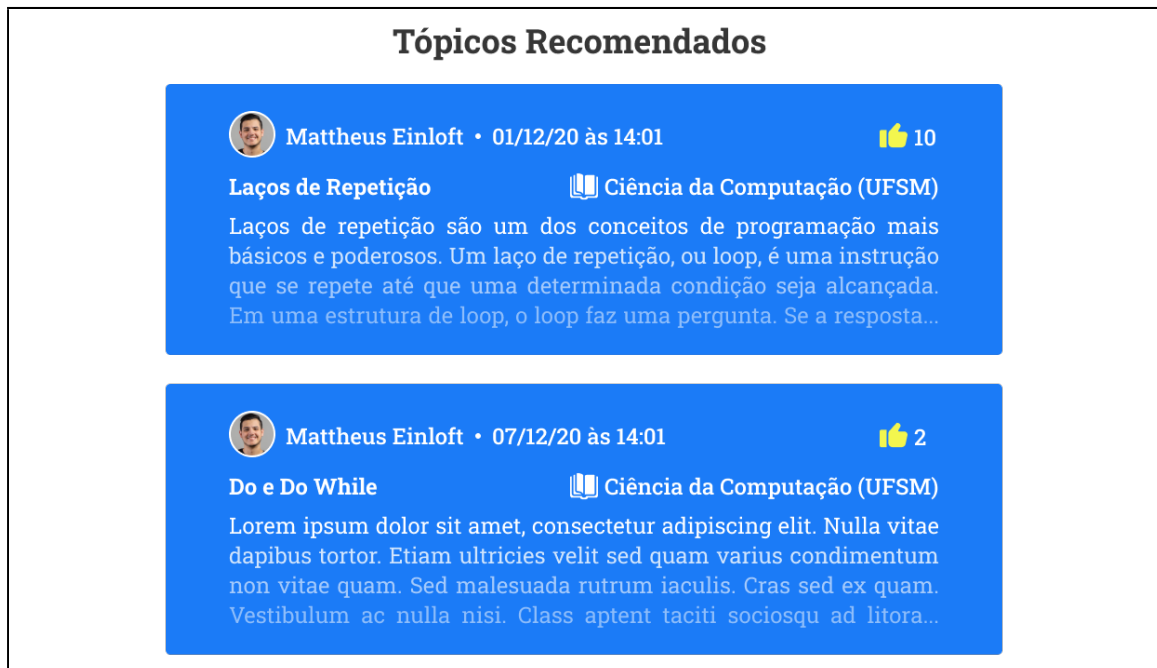 Tópicos Recomendados
Mattheus Einloft • 01/12/20 às 14:01
10
Laços de Repetição
Ciência da Computação (UFSM)
Laços de repetição são um dos conceitos de programação mais
básicos e poderosos. Um laço de repetição, ou loop, é uma instrução
que se repete até que uma determinada condição seja alcançada.
Em uma estrutura de loop, o loop faz uma pergunta. Se a resposta...
Mattheus Einloft • 07/12/20 às 14:01
2
Do e Do While
Ciência da Computação (UFSM)
Lorem ipsum dolor sit amet, consectetur adipiscing elit. Nulla vitae
dapibus tortor. Etiam ultricies velit sed quam varius condimentum
non vitae quam. Sed malesuada rutrum iaculis. Cras sed ex quam.
Vestibulum ac nulla nisi. Class aptent taciti sociosqu ad litora...